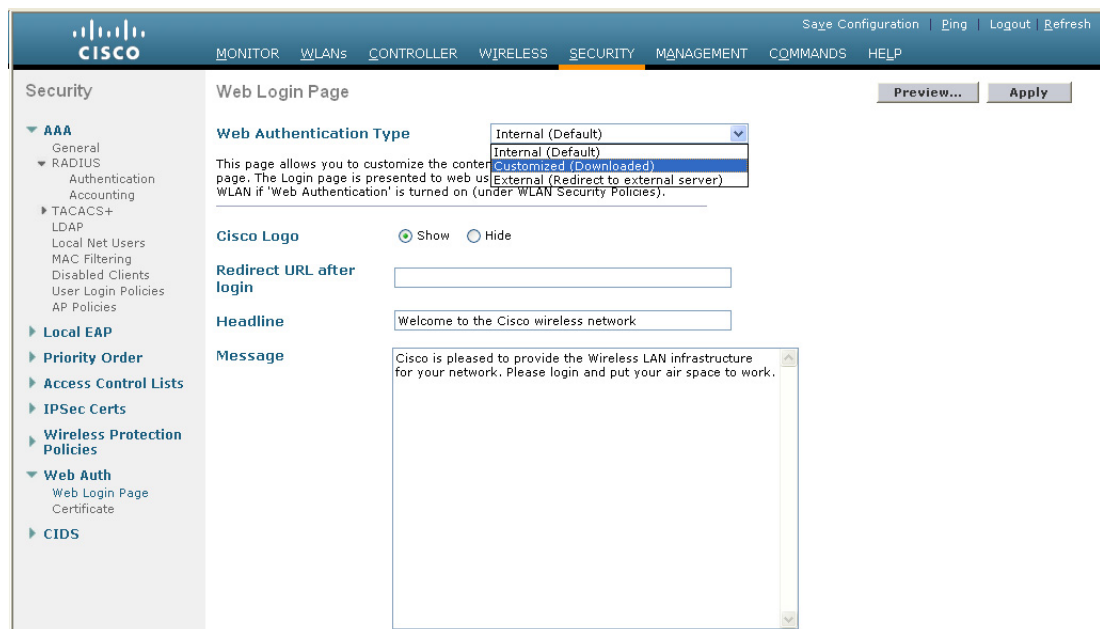 Save Configuration | Ping | Logout | Refresh
CISCO
MONITOR WLANs CONTROLLER WIRELESS SECURITY MANAGEMENT COMMANDS HELP
Security
AAA
General
RADIUS
Authentication
Accounting
TACACS+
LDAP
Local Net Users
MAC Filtering
Disabled Clients
User Login Policies
AP Policies
Local EAP
Priority Order
Access Control Lists
IPSec Certs
Wireless Protection
Policies
Web Auth
Web Login Page
Certificate
CIDS
Web Login Page
Preview... Apply
Web Authentication Type
Internal (Default)
Internal (Default)
Customized (Downloaded)
External (Redirect to external server)
This page allows you to customize the conter
page. The Login page is presented to web us
WLAN if 'Web Authentication' is turned on (under WLAN Security Policies).
Cisco Logo Show Hide
Redirect URL after
login
Headline Welcome to the Cisco wireless network
Message
Cisco is pleased to provide the Wireless LAN infrastructure
for your network. Please login and put your air space to work.